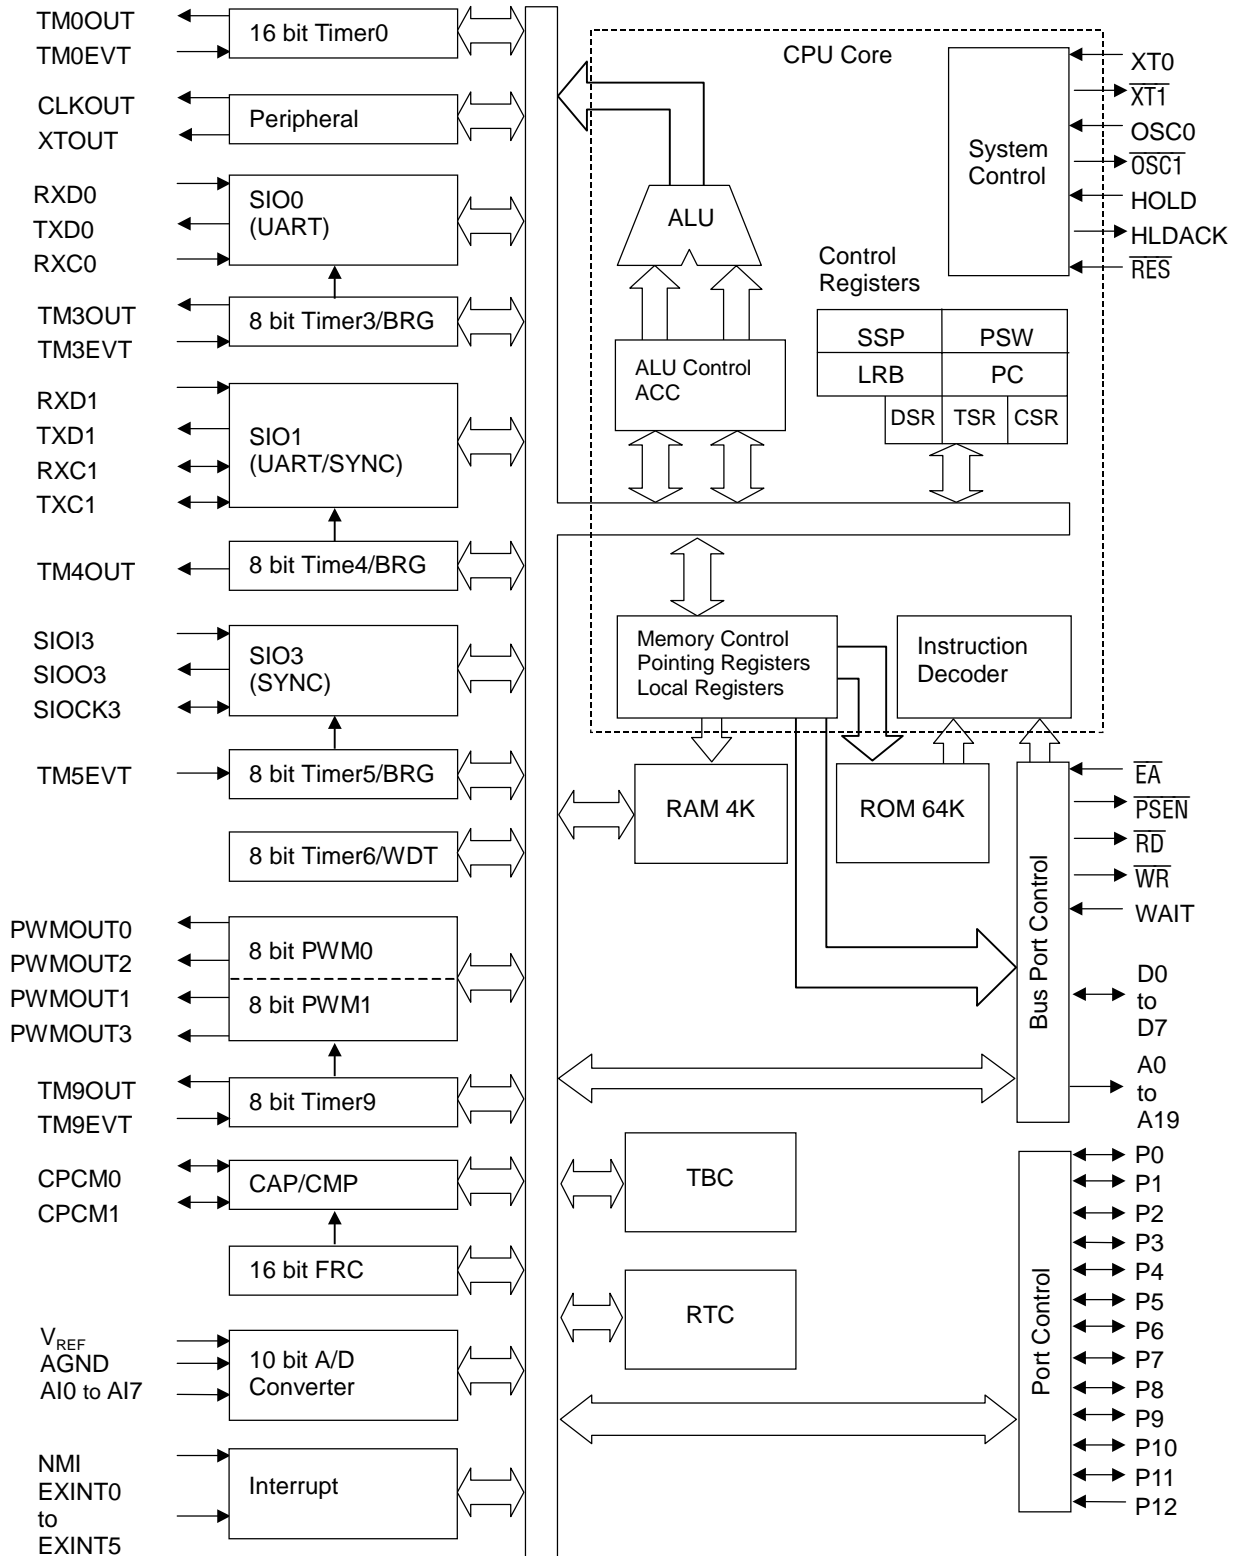 TM0OUT
TM0EVT
16 bit Timer0
CLKOUT
XTOUT
Peripheral
RXD0
TXD0
RXC0
SIO0
(UART)
TM3OUT
TM3EVT
8 bit Timer3/BRG
RXD1
TXD1
RXC1
TXC1
SIO1
(UART/SYNC)
TM4OUT
8 bit Time4/BRG
SIOI3
SIOO3
SIOCK3
SIO3
(SYNC)
TM5EVT
8 bit Timer5/BRG
8 bit Timer6/WDT
PWMOUT0
PWMOUT2
PWMOUT1
PWMOUT3
8 bit PWM0
8 bit PWM1
TM9OUT
TM9EVT
8 bit Timer9
CPCM0
CPCM1
CAP/CMP
16 bit FRC
VREF
AGND
AI0 to AI7
10 bit A/D
Converter
NMI
EXINT0
to
EXINT5
Interrupt
CPU Core
ALU
ALU Control
ACC
Control
Registers
SSP
PSW
LRB
PC
DSR
TSR
CSR
System
Control
XT0
X̅T̅1̅
OSC0
O̅S̅C̅1̅
HOLD
HLDACK
R̅E̅S̅
Memory Control
Pointing Registers
Local Registers
Instruction
Decoder
RAM 4K
ROM 64K
Bus Port Control
E̅A̅
P̅S̅E̅N̅
R̅D̅
W̅R̅
WAIT
D0
to
D7
A0
to
A19
TBC
RTC
Port Control
P0
P1
P2
P3
P4
P5
P6
P7
P8
P9
P10
P11
P12